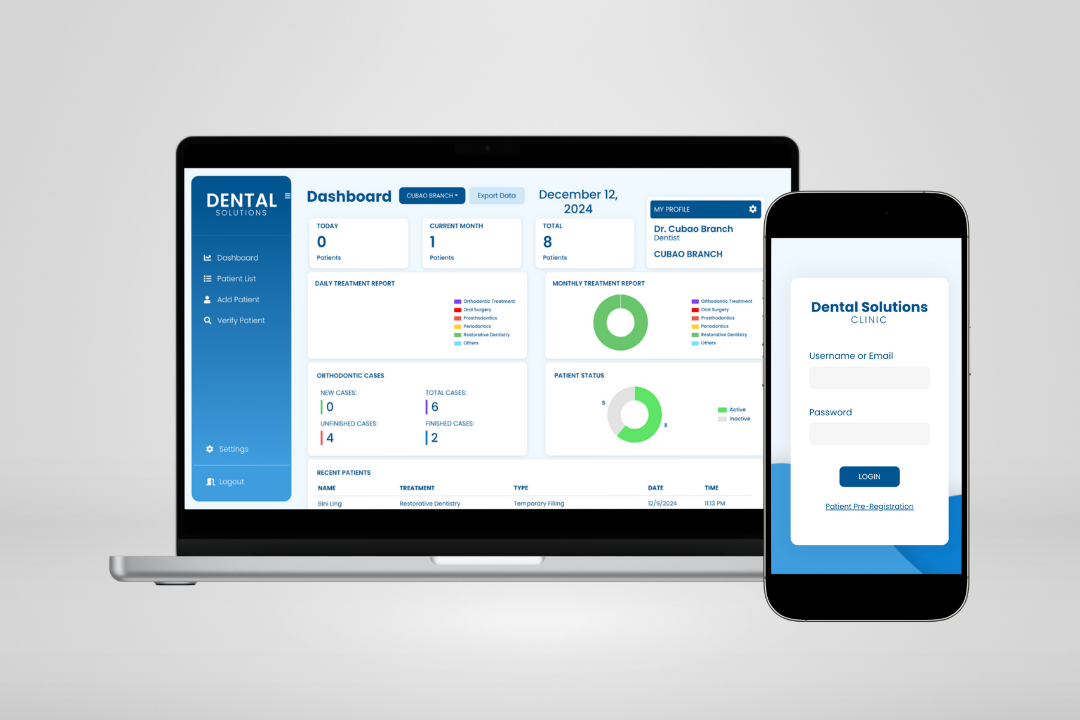 DENTAL
SOLUTIONS
Dashboard
Patient List
Add Patient
Verify Patient
Settings
Logout
Dashboard
CUBAO BRANCH
Export Data
December 12,
2024
MY PROFILE
Dr. Cubao Branch
Dentist
CUBAO BRANCH
TODAY
0
Patients
CURRENT MONTH
1
Patients
TOTAL
8
Patients
DAILY TREATMENT REPORT
Orthodontic Treatment
Oral Surgery
Prosthodontics
Periodontics
Restorative Dentistry
Others
MONTHLY TREATMENT REPORT
Orthodontic Treatment
Oral Surgery
Prosthodontics
Periodontics
Restorative Dentistry
Others
ORTHODONTIC CASES
NEW CASES:
0
TOTAL CASES:
6
UNFINISHED CASES:
4
FINISHED CASES:
2
PATIENT STATUS
5
8
Active
Inactive
RECENT PATIENTS
NAME TREATMENT TYPE DATE TIME
Bini Ling Restorative Dentistry Temporary Filling 12/9/2024 11:13 PM
Dental Solutions
CLINIC
Username or Email
Password
LOGIN
Patient Pre-Registration